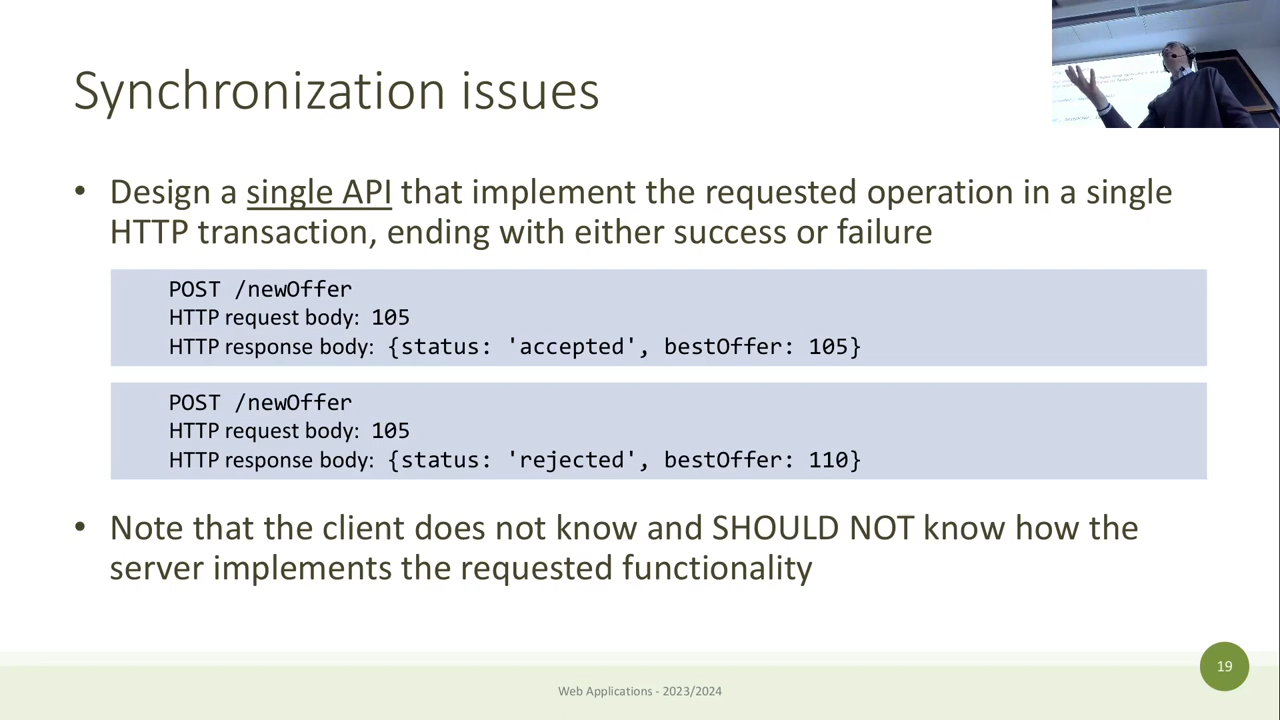 Synchronization issues
• Design a single API that implement the requested operation in a single
HTTP transaction, ending with either success or failure
POST /newOffer
HTTP request body: 105
HTTP response body: {status: 'accepted', bestOffer: 105}
POST /newOffer
HTTP request body: 105
HTTP response body: {status: 'rejected', bestOffer: 110}
• Note that the client does not know and SHOULD NOT know how the
server implements the requested functionality
19
Web Applications - 2023/2024